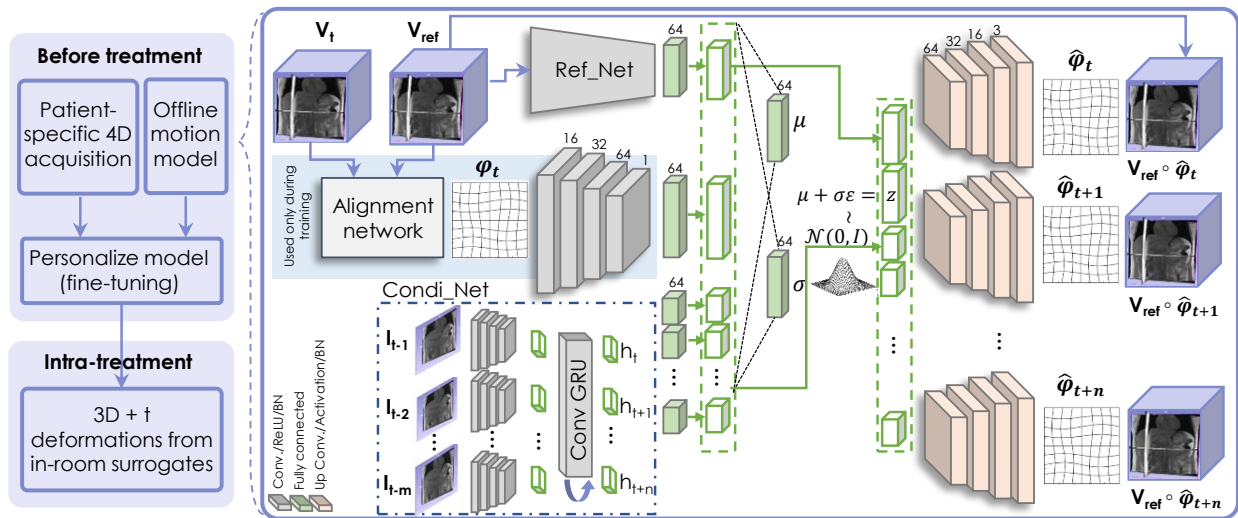 Before treatment
Patient-
specific 4D
acquisition
Offline
motion
model
Personalize model
(fine-tuning)
Intra-treatment
3D + t
deformations from
in-room surrogates
V_t
V_ref
Ref_Net
64
Used only during
training
Alignment
network
φ_t
16
32
64
1
Condi_Net
I_t-1
I_t-2
I_t-m
Conv GRU
h_t
h_t+1
h_t+n
Conv./ReLU/BN
Fully connected
Up Conv./Activation/BN
64
64
μ
64
σ
μ + σε = z
~
𝒩(0, I)
64
32
16
3
φ̂_t
V_ref ∘ φ̂_t
φ̂_t+1
V_ref ∘ φ̂_t+1
φ̂_t+n
V_ref ∘ φ̂_t+n